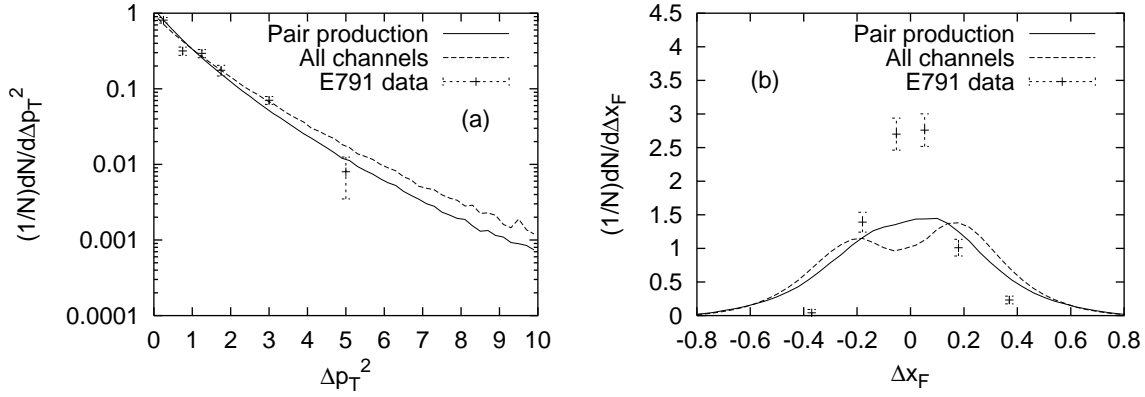 1
0.1
0.01
0.001
0.0001
0 1 2 3 4 5 6 7 8 9 10
(1/N)dN/dΔp_T^2
Δp_T^2
Pair production
All channels
E791 data
(a)
4.5
4
3.5
3
2.5
2
1.5
1
0.5
0
-0.8 -0.6 -0.4 -0.2 0 0.2 0.4 0.6 0.8
(1/N)dN/dΔx_F
Δx_F
Pair production
All channels
E791 data
(b)